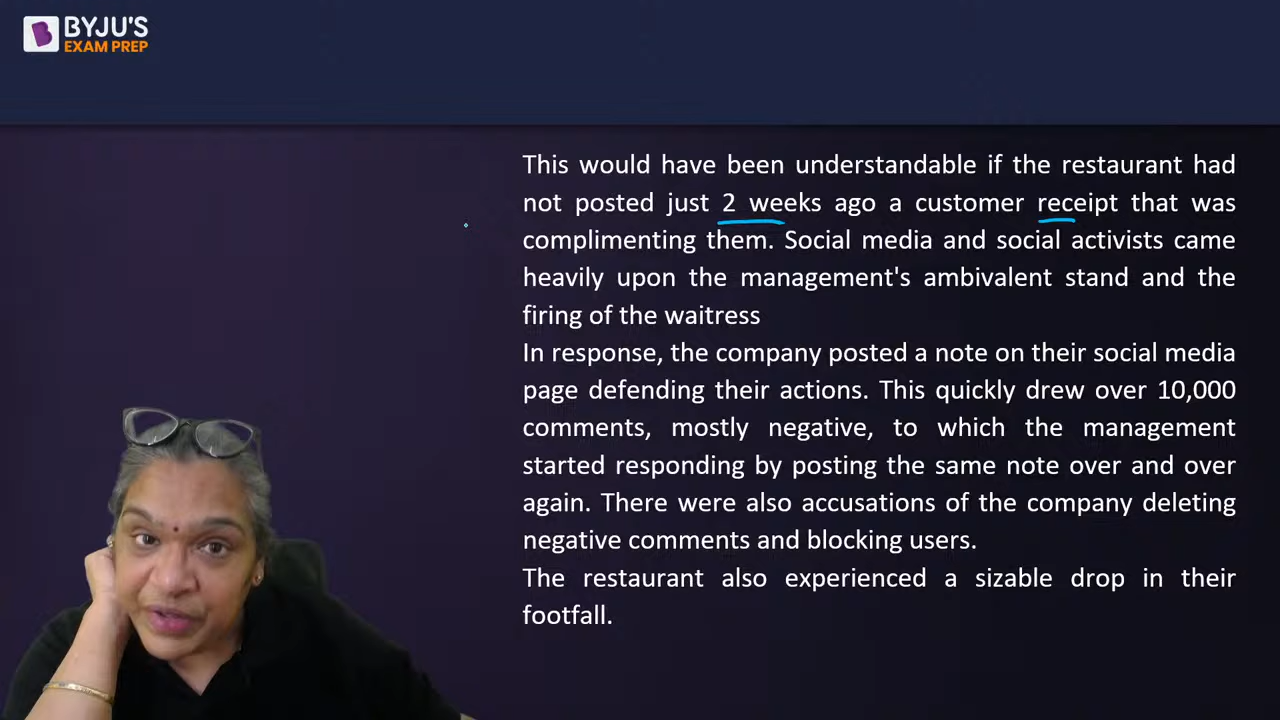 BYJU'S
EXAM PREP
This would have been understandable if the restaurant had
not posted just 2 weeks ago a customer receipt that was
complimenting them. Social media and social activists came
heavily upon the management's ambivalent stand and the
firing of the waitress
In response, the company posted a note on their social media
page defending their actions. This quickly drew over 10,000
comments, mostly negative, to which the management
started responding by posting the same note over and over
again. There were also accusations of the company deleting
negative comments and blocking users.
The restaurant also experienced a sizable drop in their
footfall.